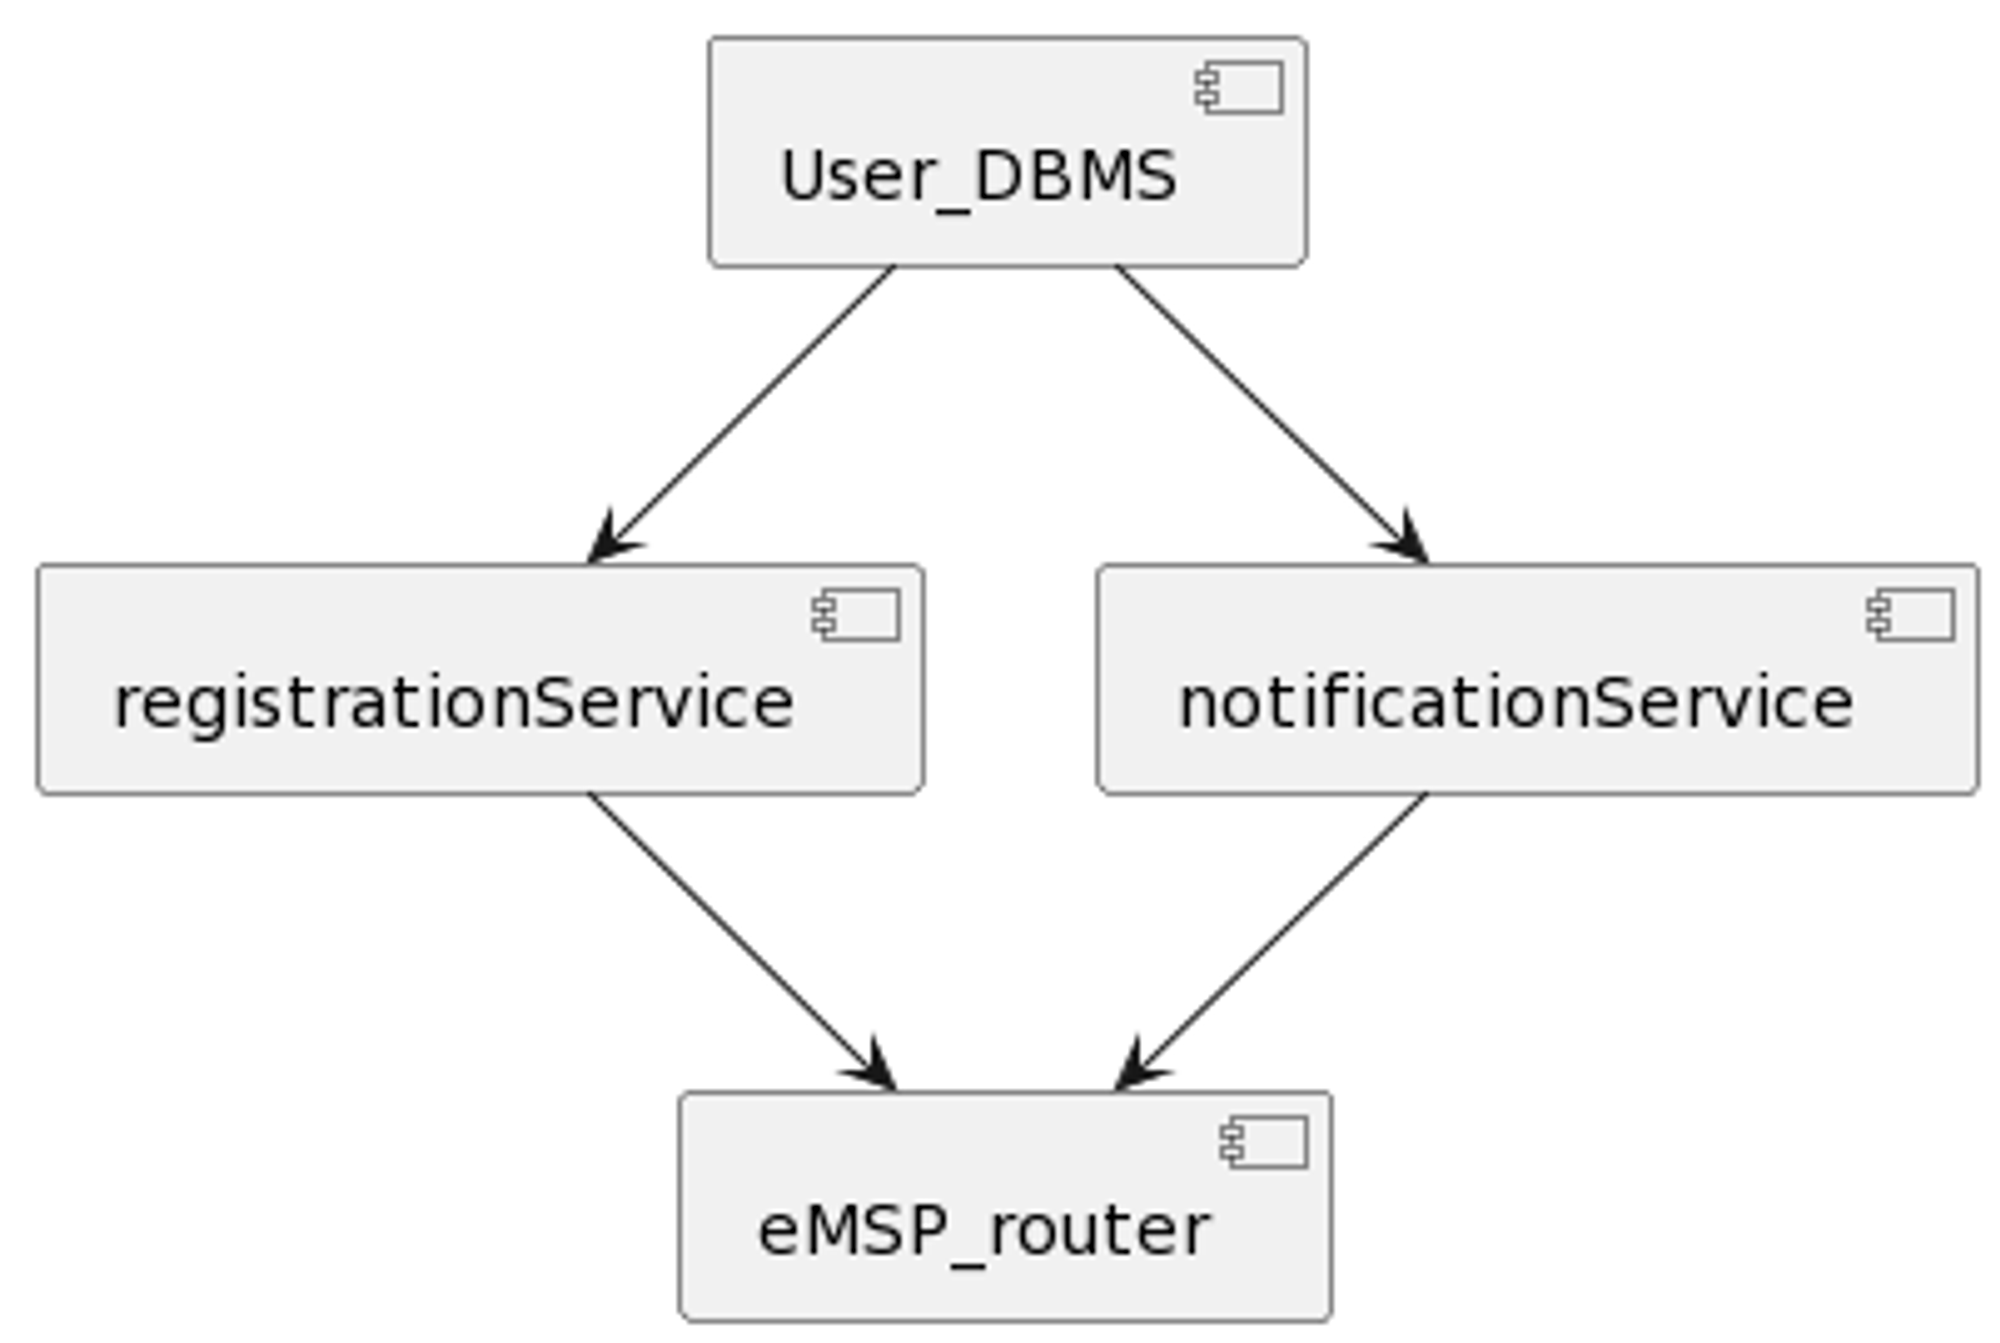 User_DBMS
registrationService
notificationService
eMSP_router